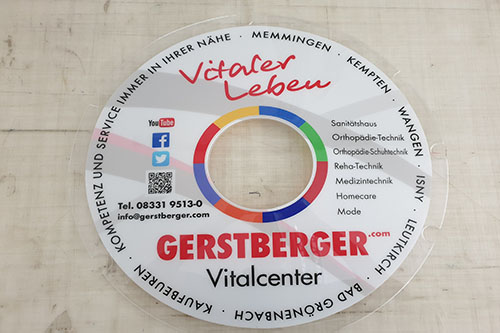 KOMPETENZ UND SERVICE IMMER IN IHRER NÄHE · MEMMINGEN · KEMPTEN · WANGEN · ISNY · LEUTKIRCH · BAD GRÖNENBACH · KAUFBEUREN ·
Vitaler
Leben
YouTube
Sanitätshaus
Orthopädie-Technik
Orthopädie-Schuhtechnik
Reha-Technik
Medizintechnik
Homecare
Mode
Tel. 08331 9513-0
info@gerstberger.com
GERSTBERGER.com
Vitalcenter